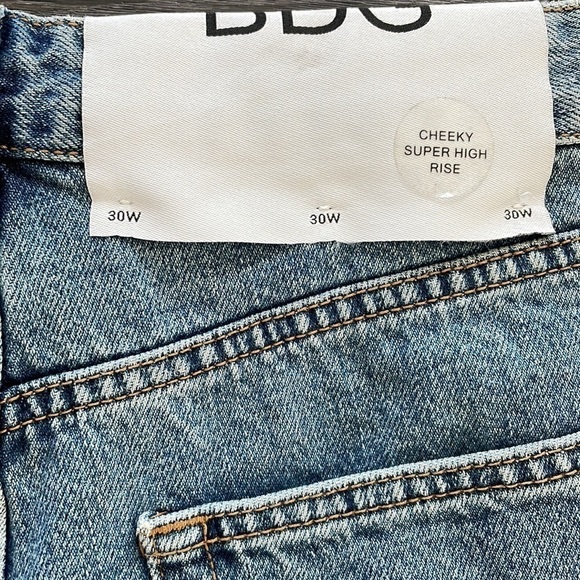 BDG
CHEEKY
SUPER HIGH
RISE
30W 30W 30W